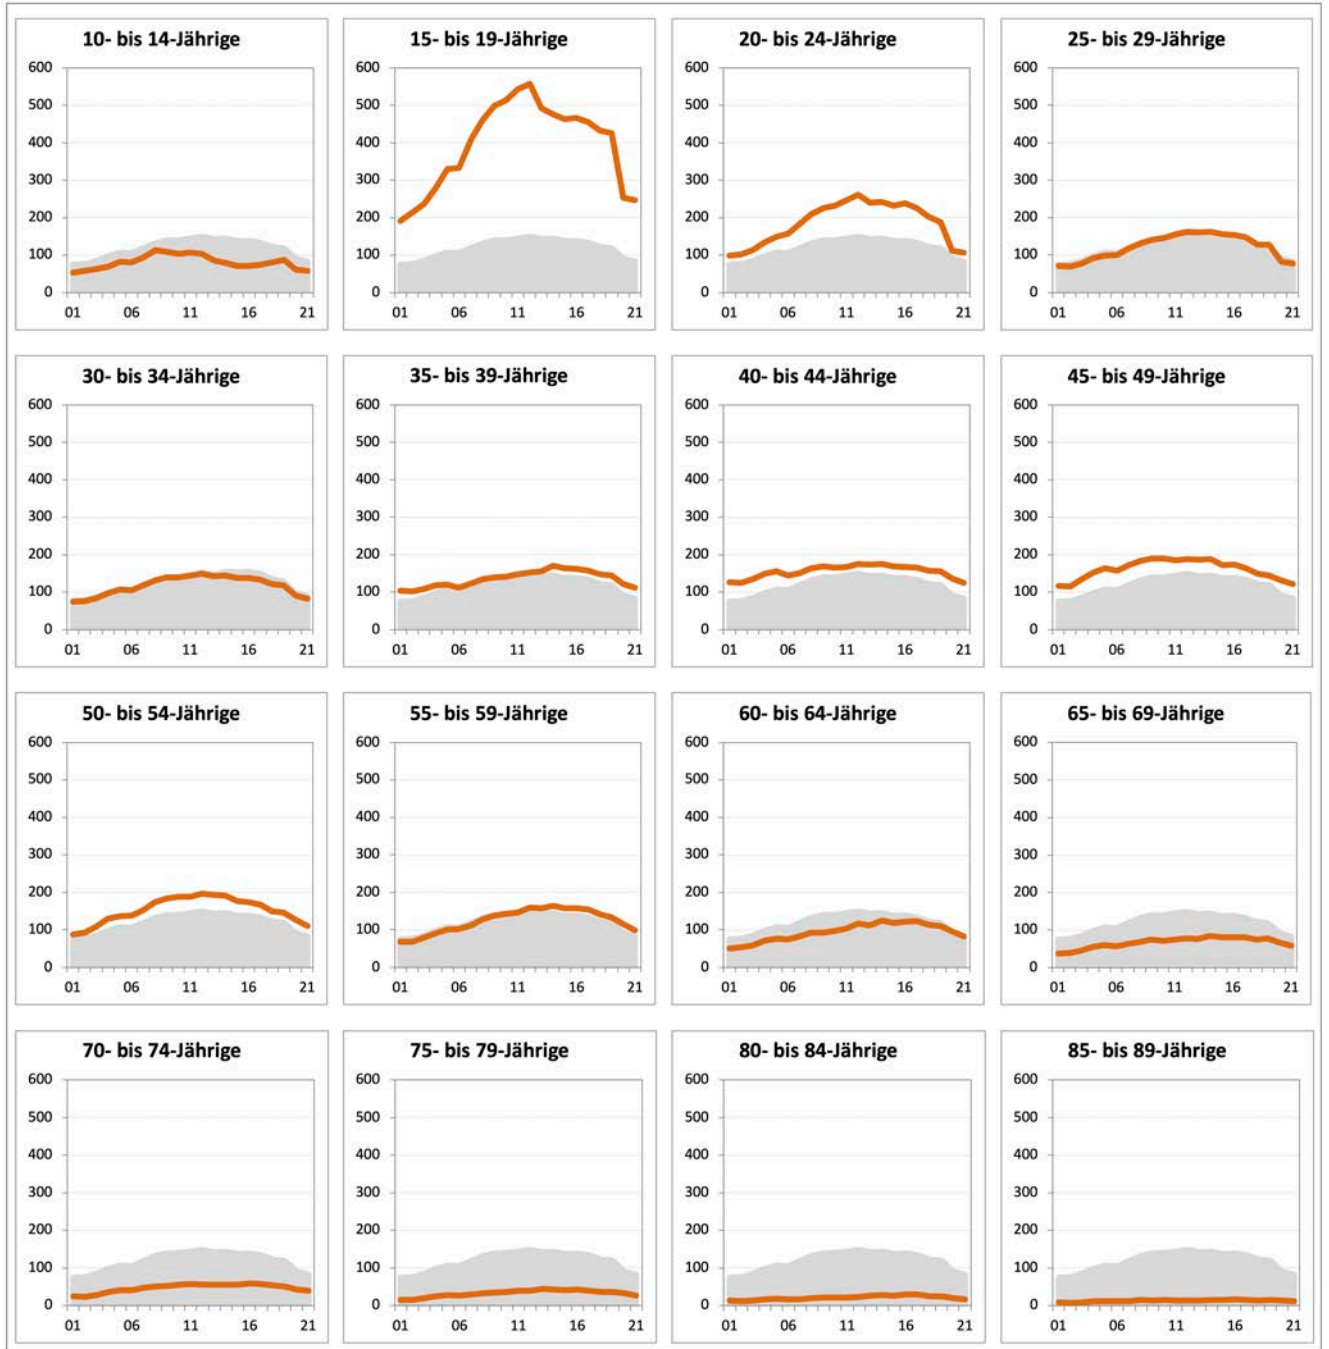 10- bis 14-Jährige
15- bis 19-Jährige
20- bis 24-Jährige
25- bis 29-Jährige
600 600 600 600
500 500 500 500
400 400 400 400
300 300 300 300
200 200 200 200
100 100 100 100
0 0 0 0
01 06 11 16 21 01 06 11 16 21 01 06 11 16 21 01 06 11 16 21
30- bis 34-Jährige
35- bis 39-Jährige
40- bis 44-Jährige
45- bis 49-Jährige
600 600 600 600
500 500 500 500
400 400 400 400
300 300 300 300
200 200 200 200
100 100 100 100
0 0 0 0
01 06 11 16 21 01 06 11 16 21 01 06 11 16 21 01 06 11 16 21
50- bis 54-Jährige
55- bis 59-Jährige
60- bis 64-Jährige
65- bis 69-Jährige
600 600 600 600
500 500 500 500
400 400 400 400
300 300 300 300
200 200 200 200
100 100 100 100
0 0 0 0
01 06 11 16 21 01 06 11 16 21 01 06 11 16 21 01 06 11 16 21
70- bis 74-Jährige
75- bis 79-Jährige
80- bis 84-Jährige
85- bis 89-Jährige
600 600 600 600
500 500 500 500
400 400 400 400
300 300 300 300
200 200 200 200
100 100 100 100
0 0 0 0
01 06 11 16 21 01 06 11 16 21 01 06 11 16 21 01 06 11 16 21